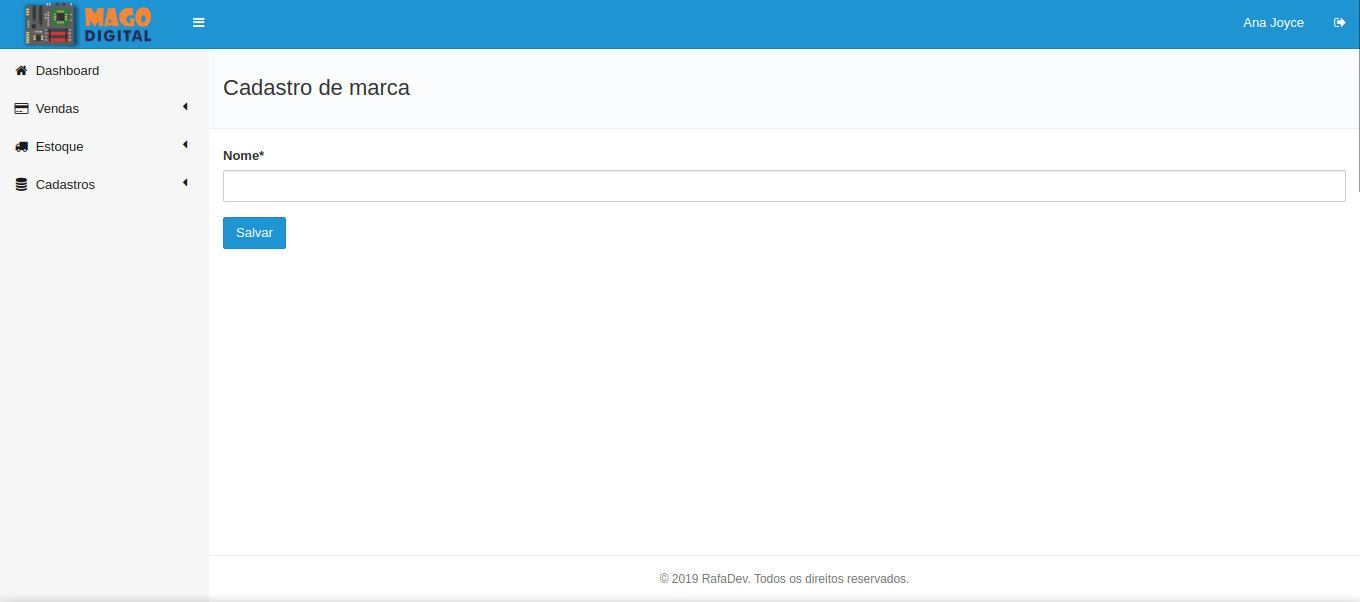 MAGO
DIGITAL
Ana Joyce
Dashboard
Vendas
Estoque
Cadastros
Cadastro de marca
Nome*
Salvar
© 2019 RafaDev. Todos os direitos reservados.